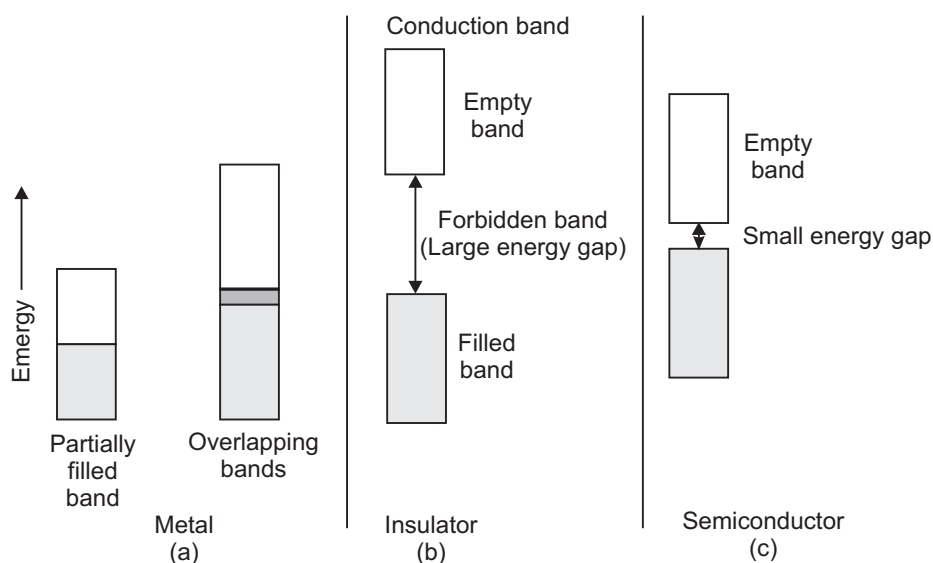 Conduction band
Empty
band
Forbidden band
(Large energy gap)
Filled
band
Empty
band
Small energy gap
Emergy
Partially
filled
band
Overlapping
bands
Metal
(a)
Insulator
(b)
Semiconductor
(c)